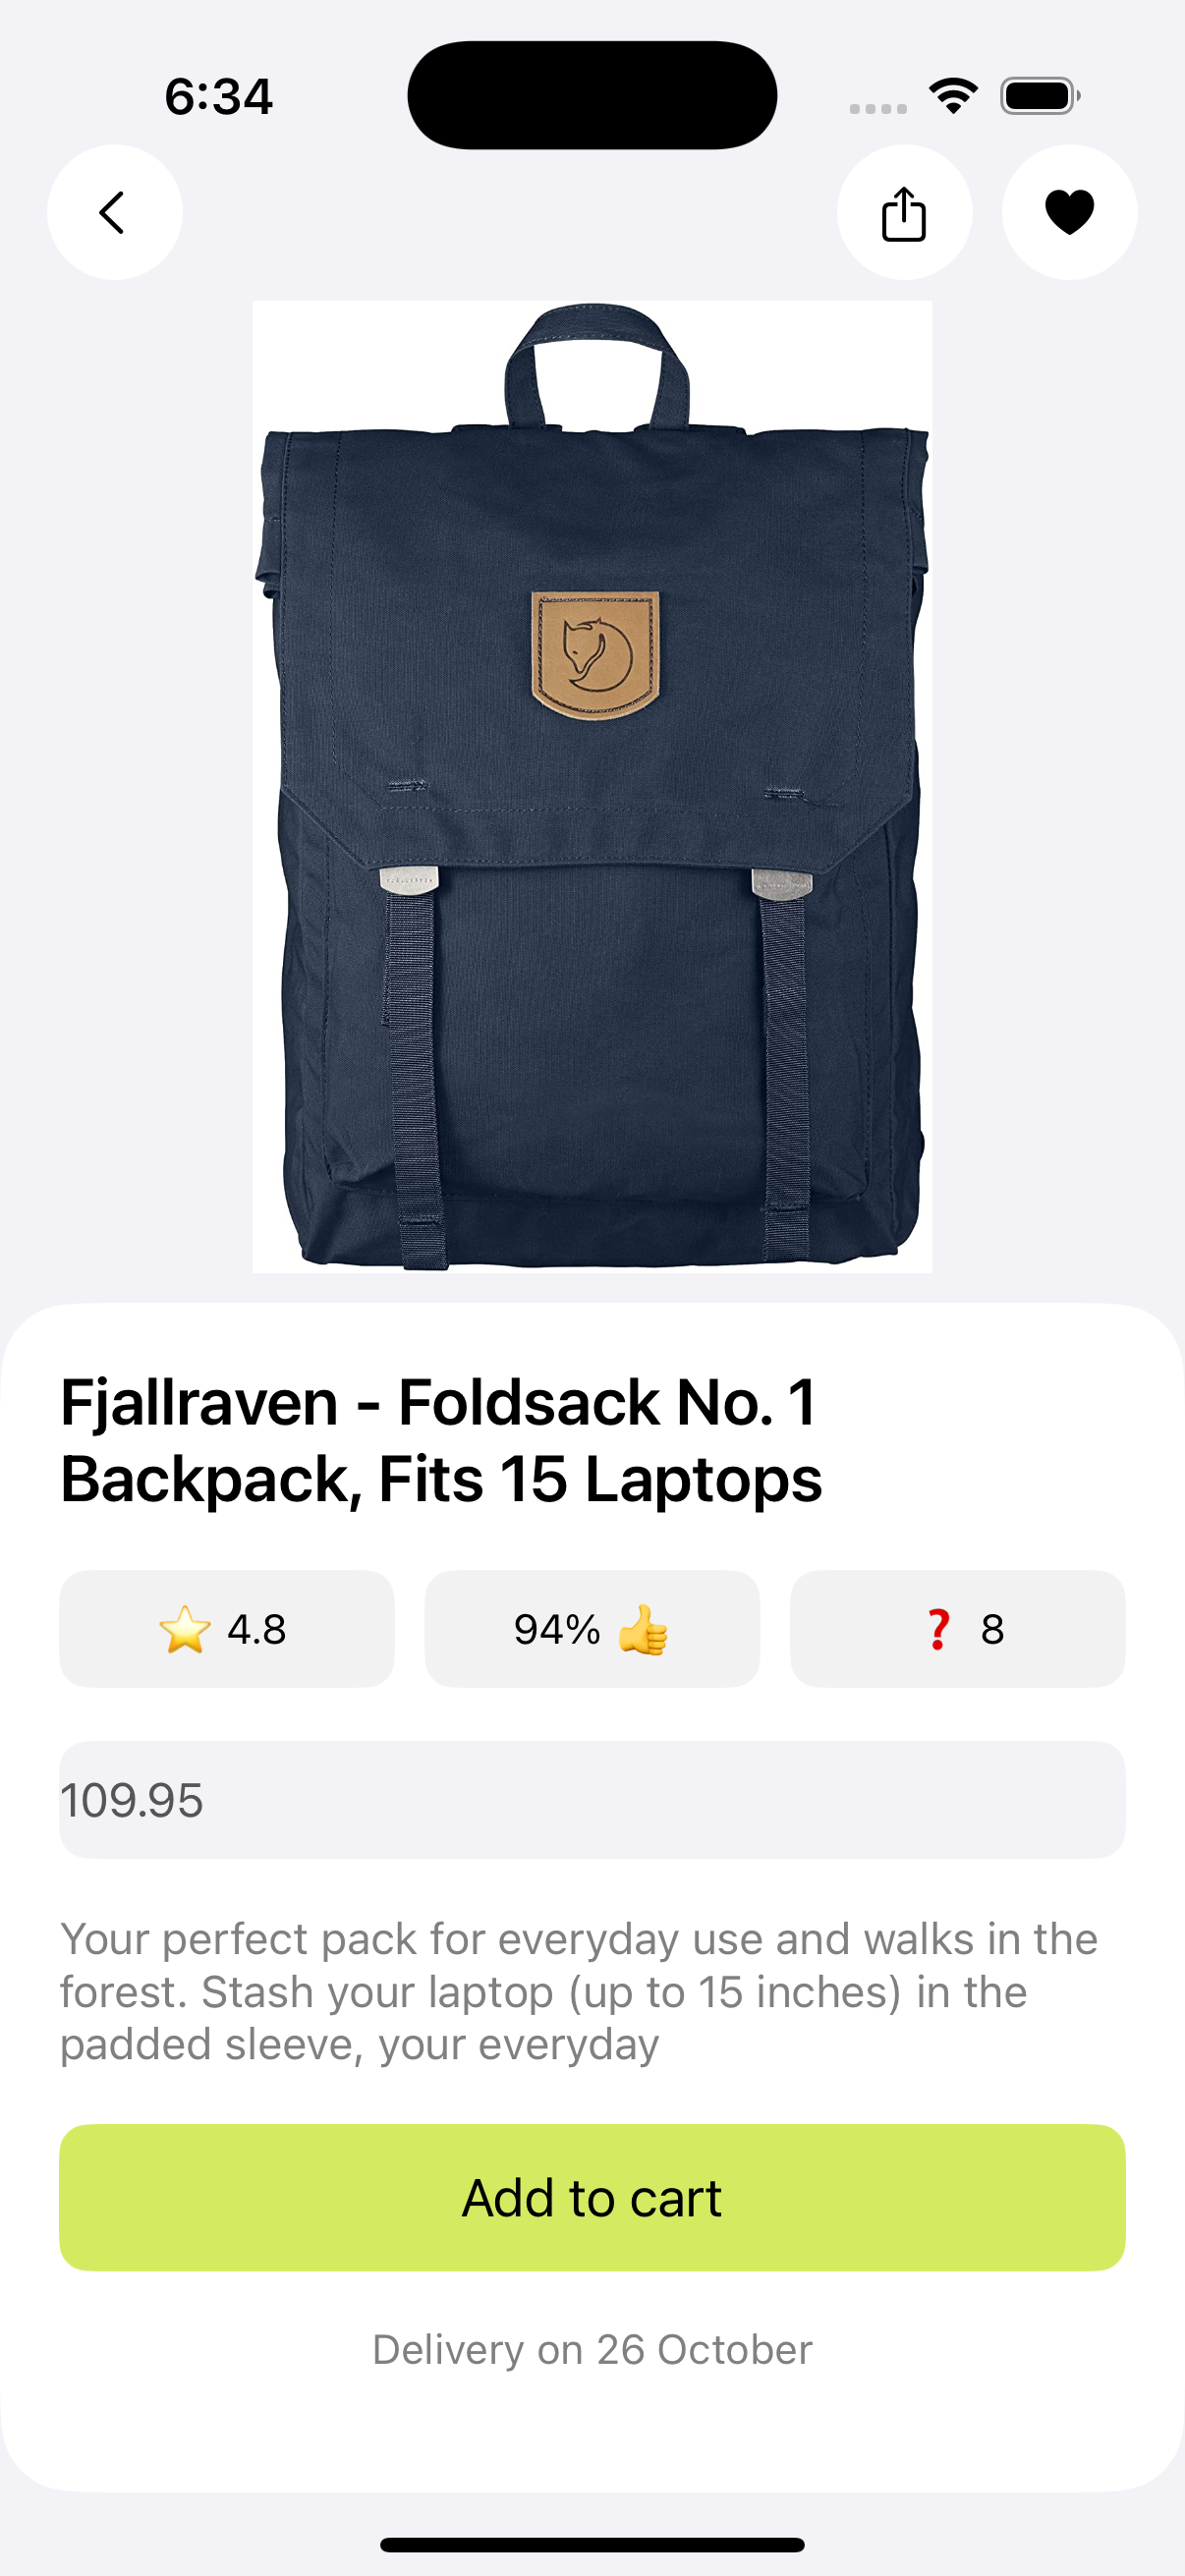 6:34
Fjallraven - Foldsack No. 1
Backpack, Fits 15 Laptops
⭐ 4.8
94% 👍
❓ 8
109.95
Your perfect pack for everyday use and walks in the
forest. Stash your laptop (up to 15 inches) in the
padded sleeve, your everyday
Add to cart
Delivery on 26 October